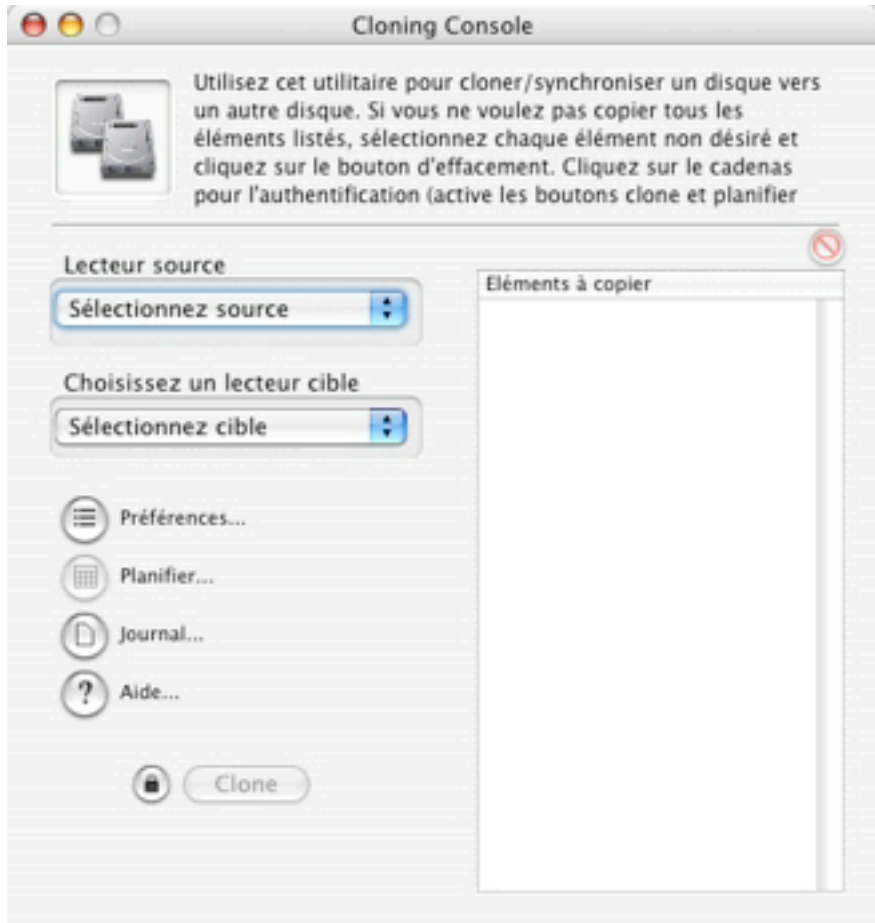 Cloning Console
Utilisez cet utilitaire pour cloner/synchroniser un disque vers
un autre disque. Si vous ne voulez pas copier tous les
éléments listés, sélectionnez chaque élément non désiré et
cliquez sur le bouton d'effacement. Cliquez sur le cadenas
pour l'authentification (active les boutons clone et planifier
Lecteur source
Sélectionnez source
Choisissez un lecteur cible
Sélectionnez cible
Préférences...
Planifier...
Journal...
? Aide...
Clone
Eléments à copier